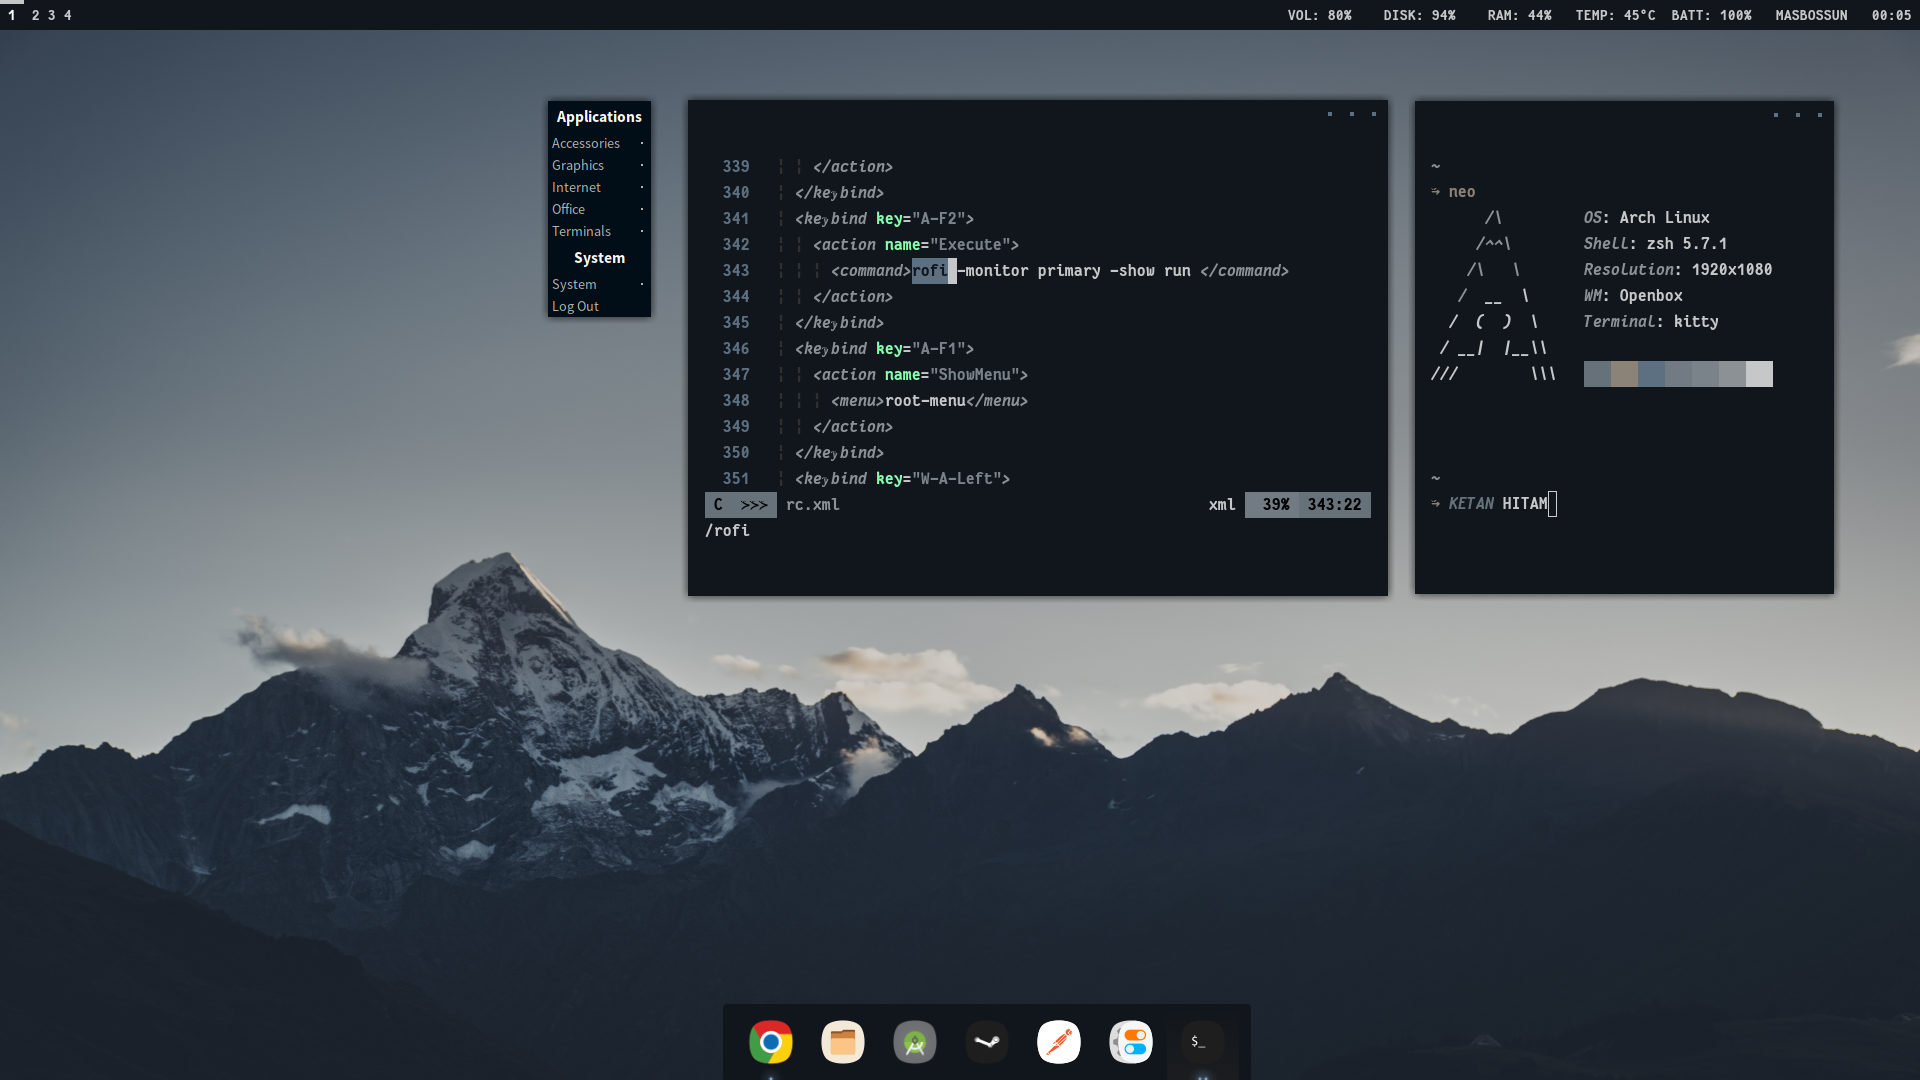 1 2 3 4 VOL: 80% DISK: 94% RAM: 44% TEMP: 45°C BATT: 100% MASBOSSUN 00:05
Applications
Accessories
Graphics
Internet
Office
Terminals
System
System
Log Out
339 </action>
340 </keybind>
341 <keybind key="A-F2">
342 <action name="Execute">
343 <command>rofi -monitor primary -show run </command>
344 </action>
345 </keybind>
346 <keybind key="A-F1">
347 <action name="ShowMenu">
348 <menu>root-menu</menu>
349 </action>
350 </keybind>
351 <keybind key="W-A-Left">
C >>> rc.xml xml 39% 343:22
/rofi
~
→ neo
/\
/^^\
/\   \
/  __  \
/  (  )  \
/ __|  |__\\
///        \\\
OS: Arch Linux
Shell: zsh 5.7.1
Resolution: 1920x1080
WM: Openbox
Terminal: kitty
~
→ KETAN HITAM
$_